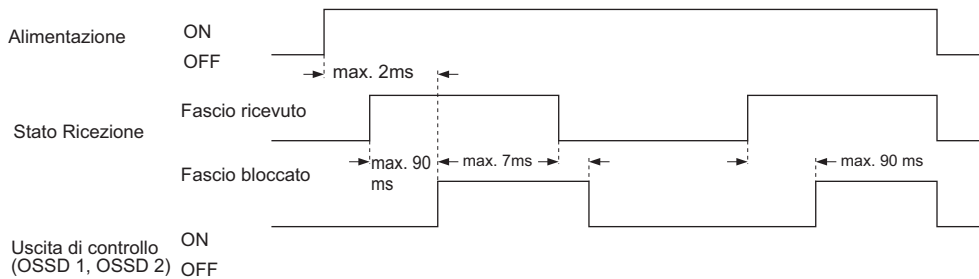 Alimentazione
ON
OFF
max. 2ms
Stato Ricezione
Fascio ricevuto
Fascio bloccato
max. 90
ms
max. 7ms
max. 90 ms
Uscita di controllo
(OSSD 1, OSSD 2)
ON
OFF